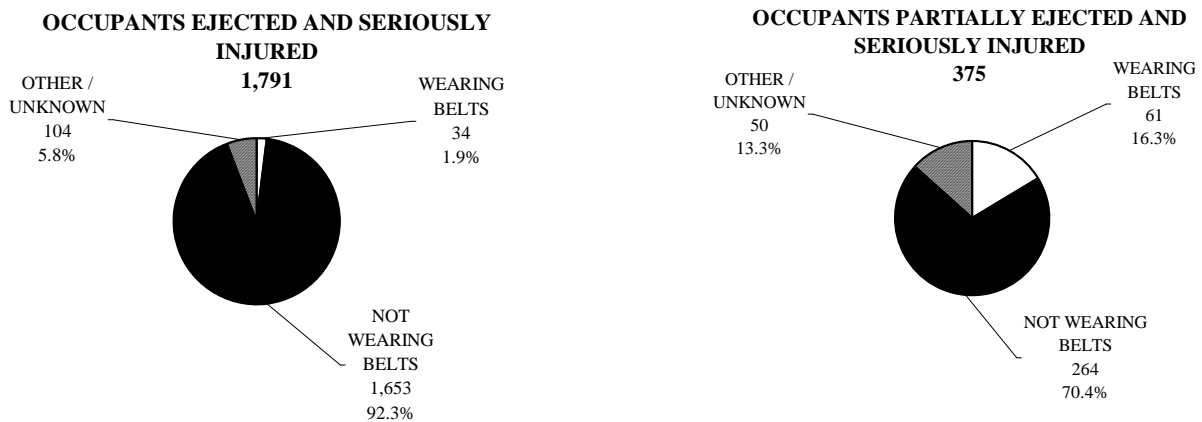 OCCUPANTS EJECTED AND SERIOUSLY
INJURED
1,791
OTHER /
UNKNOWN
104
5.8%
WEARING
BELTS
34
1.9%
NOT
WEARING
BELTS
1,653
92.3%
OCCUPANTS PARTIALLY EJECTED AND
SERIOUSLY INJURED
375
OTHER /
UNKNOWN
50
13.3%
WEARING
BELTS
61
16.3%
NOT WEARING
BELTS
264
70.4%